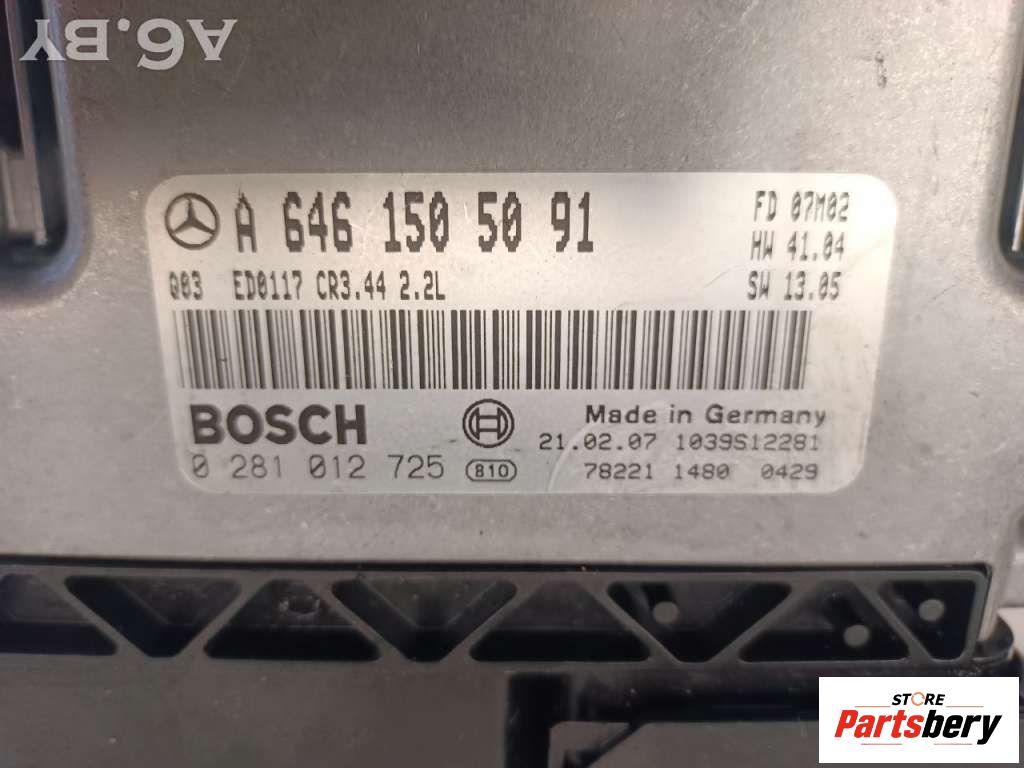 A6.BY
A 646 150 50 91
FD 07M02
HW 41.04
Q03 ED0117 CR3.44 2.2L
SW 13.05
BOSCH
Made in Germany
21.02.07 1039S12281
0 281 012 725 810
78221 1480 0429
STORE
Partsbery